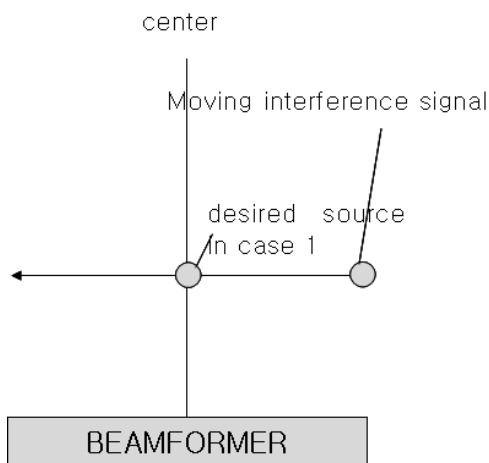 center
Moving interference signal
desired source
in case 1
BEAMFORMER